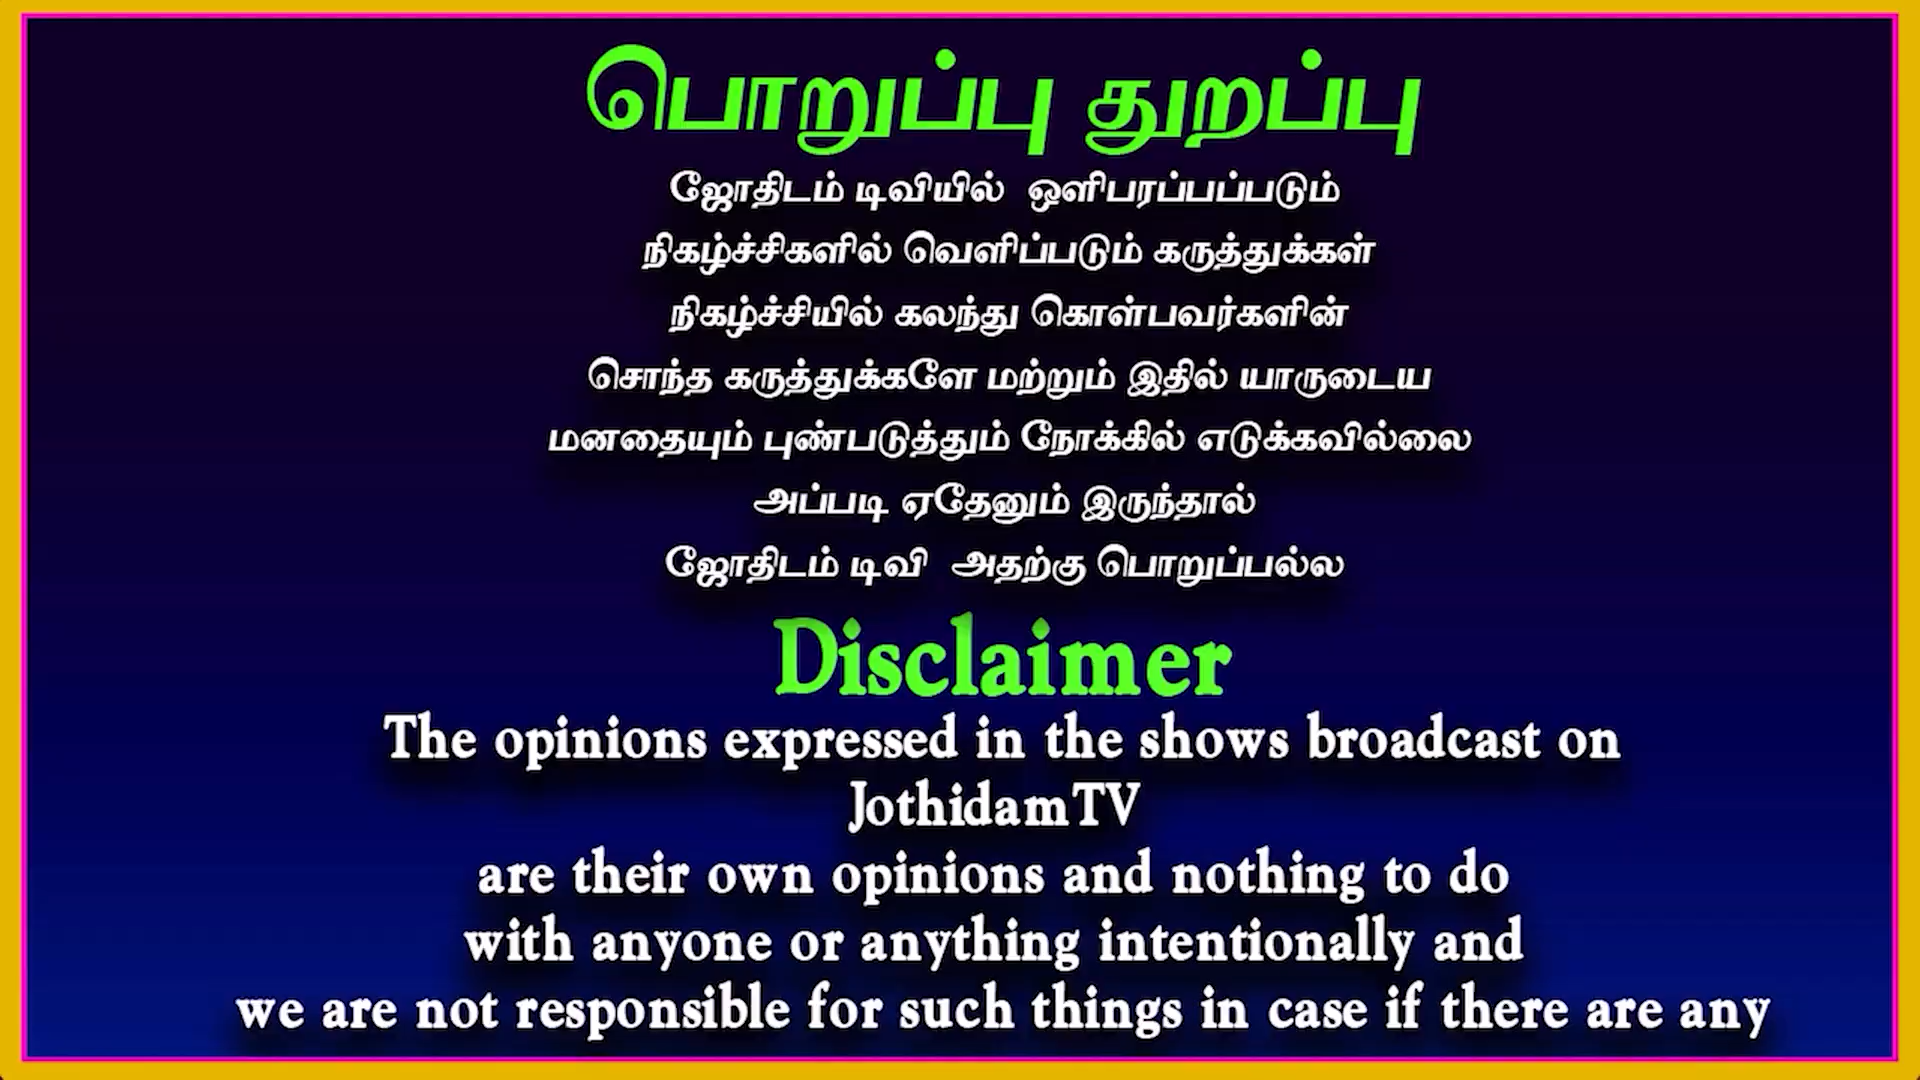 பொறுப்பு துறப்பு
ஜோதிடம் டிவியில் ஒளிபரப்பப்படும்
நிகழ்ச்சிகளில் வெளிப்படும் கருத்துக்கள்
நிகழ்ச்சியில் கலந்து கொள்பவர்களின்
சொந்த கருத்துக்களே மற்றும் இதில் யாருடைய
மனதையும் புண்படுத்தும் நோக்கில் எடுக்கவில்லை
அப்படி ஏதேனும் இருந்தால்
ஜோதிடம் டிவி அதற்கு பொறுப்பல்ல
Disclaimer
The opinions expressed in the shows broadcast on
JothidamTV
are their own opinions and nothing to do
with anyone or anything intentionally and
we are not responsible for such things in case if there are any